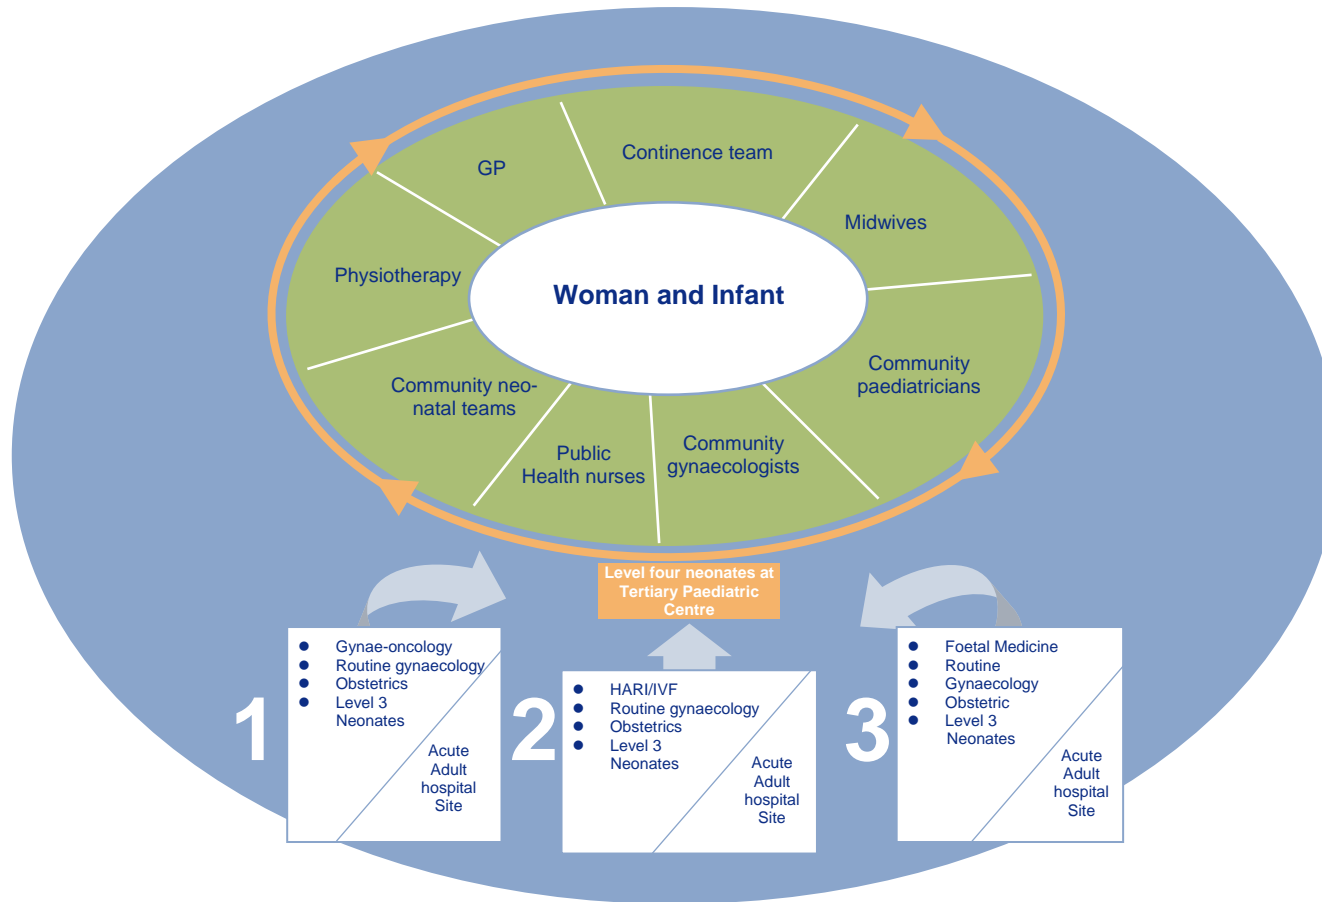 GP
Continence team
Midwives
Physiotherapy
Woman and Infant
Community
paediatricians
Community neo-
natal teams
Public
Health nurses
Community
gynaecologists
Level four neonates at
Tertiary Paediatric
Centre
1
● Gynae-oncology
● Routine gynaecology
● Obstetrics
● Level 3
Neonates
Acute
Adult
hospital
Site
2
● HARI/IVF
● Routine gynaecology
● Obstetrics
● Level 3
Neonates
Acute
Adult
hospital
Site
3
● Foetal Medicine
● Routine
● Gynaecology
● Obstetric
● Level 3
Neonates
Acute
Adult
hospital
Site